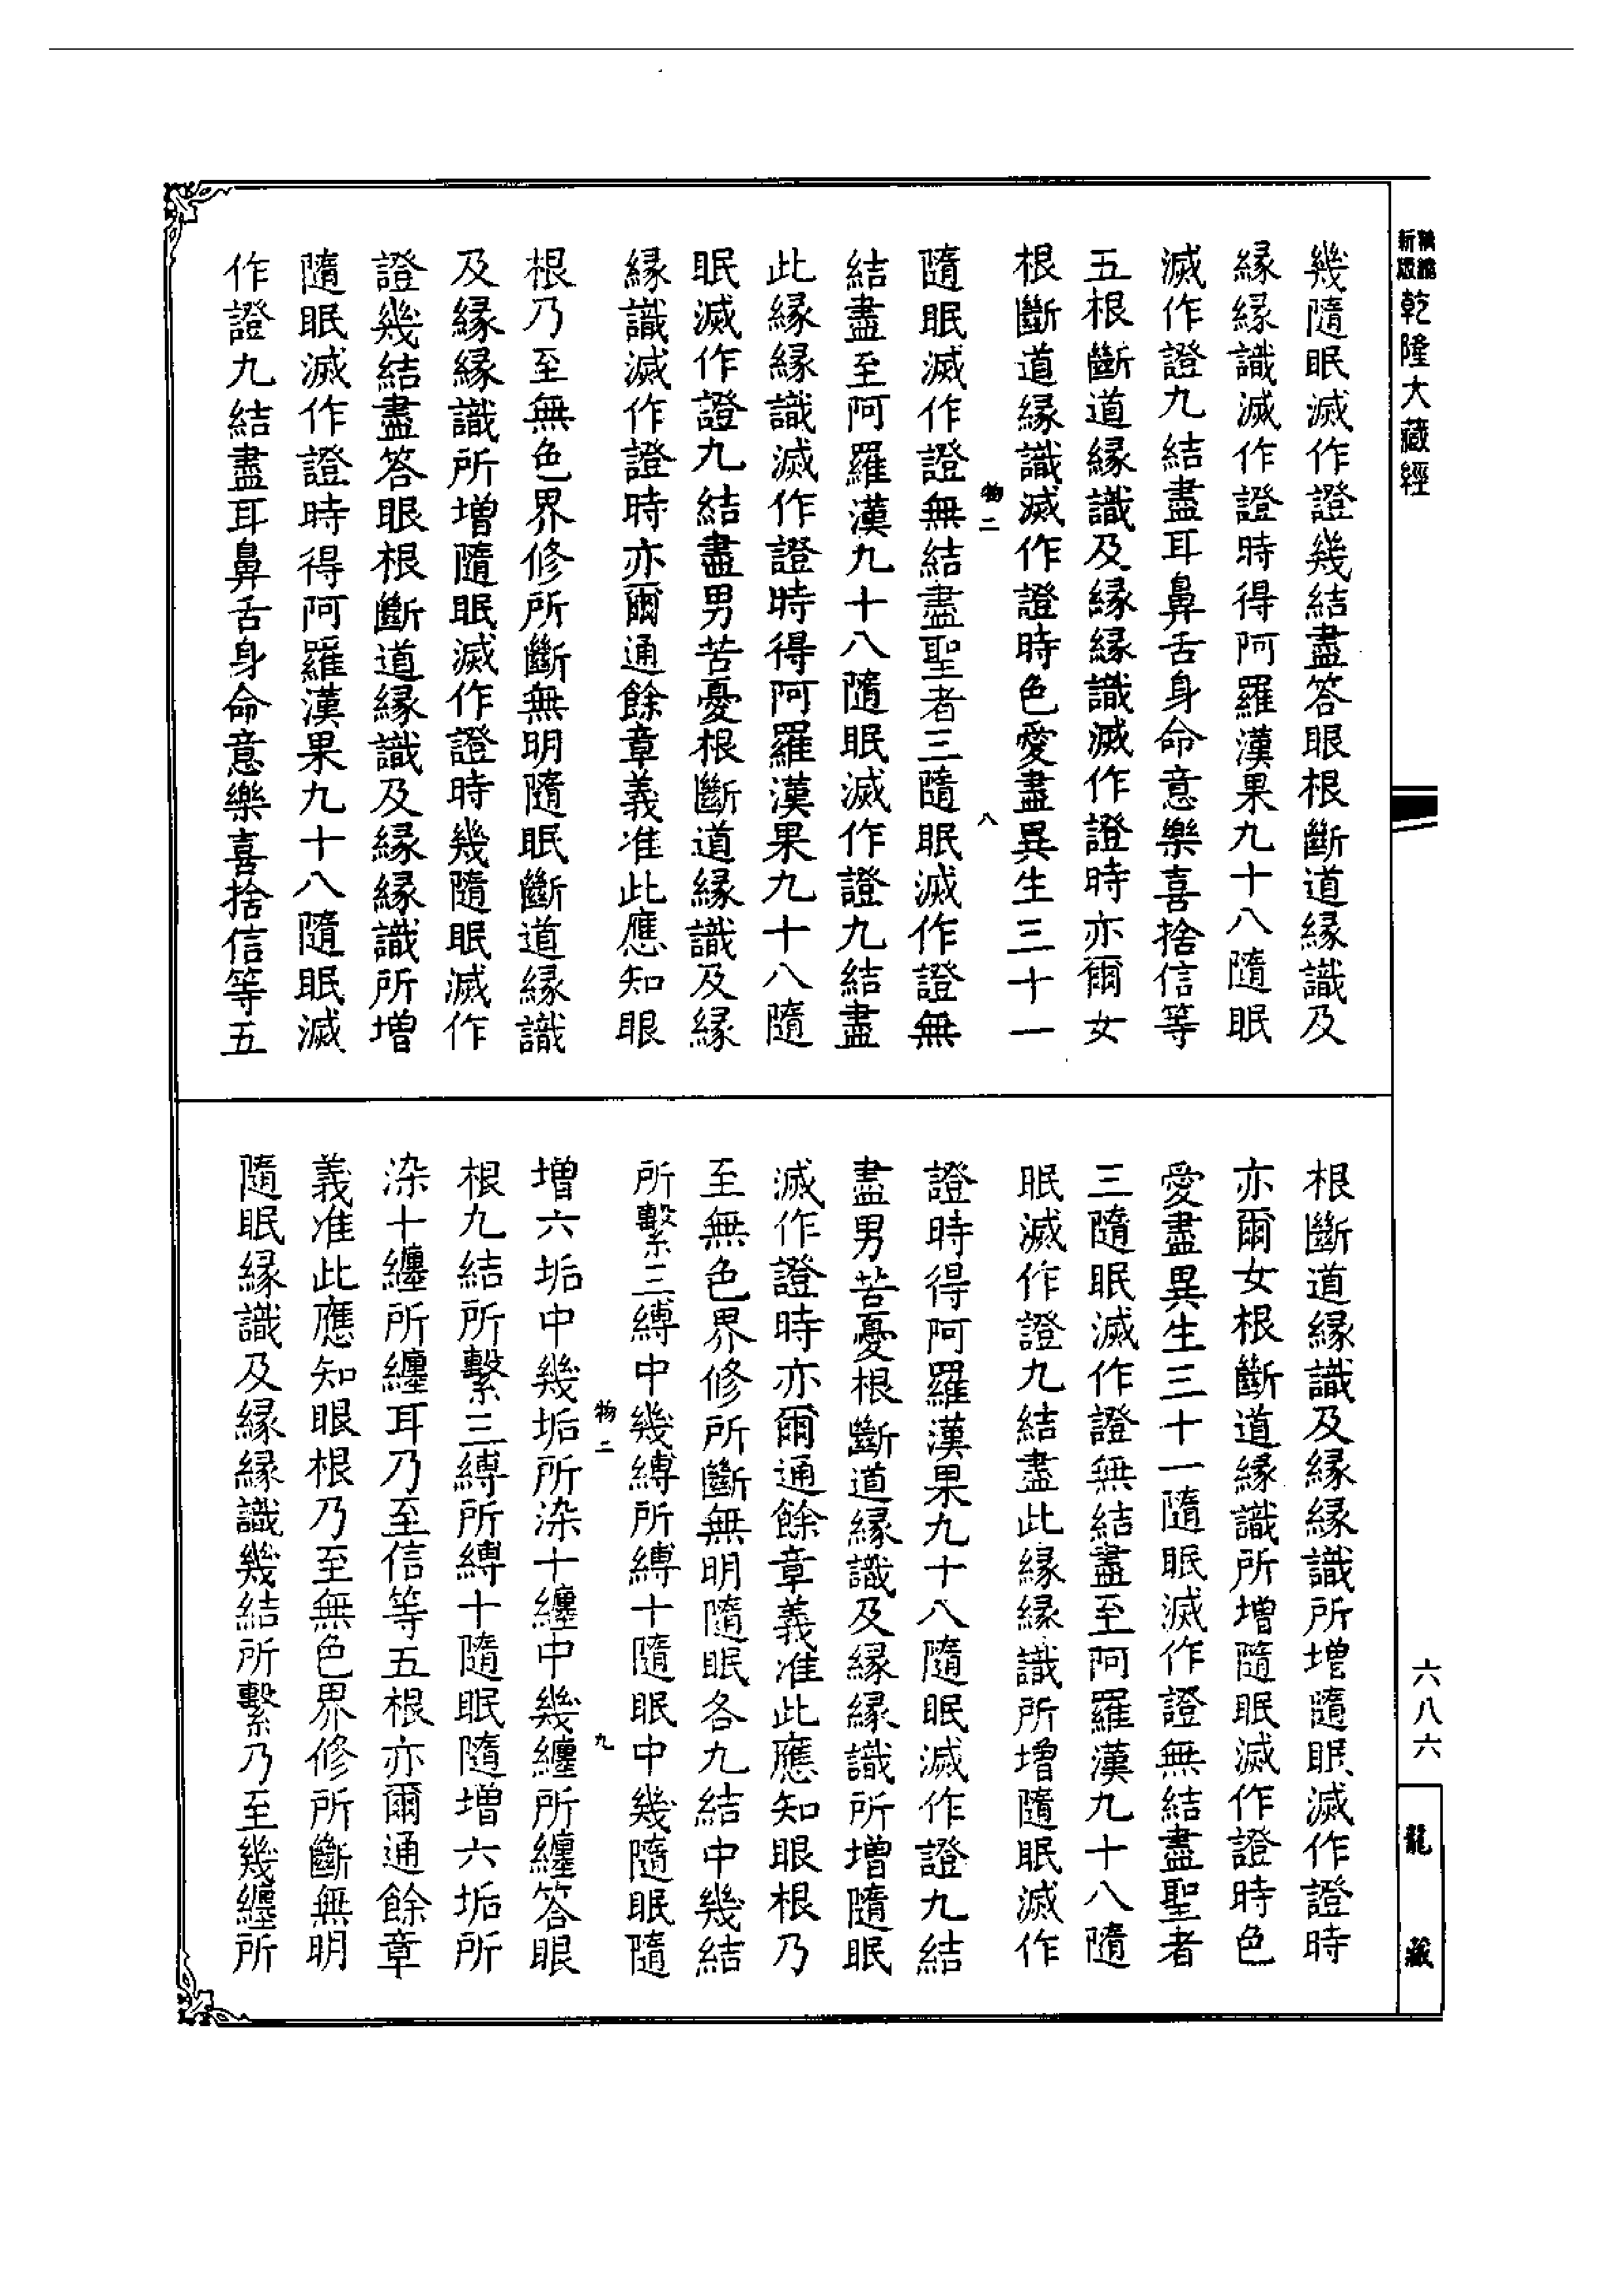 乾隆大藏經
幾隨眠滅作證幾結盡答眼根斷道緣識及
緣緣識滅作證時得阿羅漢果九十八隨眠
滅作證九結盡耳鼻舌身命意樂喜捨信等
五根斷道緣識及緣緣識滅作證時亦爾女
根斷道緣識滅作證時色愛盡異生三十一
物二 八
隨眠滅作證無結盡聖者三隨眠滅作證無
結盡至阿羅漢九十八隨眠滅作證九結盡
此緣緣識滅作證時得阿羅漢果九十八隨
眠滅作證九結盡男苦憂根斷道緣識及緣
緣識滅作證時亦爾通餘章義准此應知眼
根乃至無色界修所斷無明隨眠斷道緣識
及緣緣識所增隨眠滅作證時幾隨眠滅作
證幾結盡答眼根斷道緣識及緣緣識所增
隨眠滅作證時得阿羅漢果九十八隨眠滅
作證九結盡耳鼻舌身命意樂喜捨信等五
根斷道緣識及緣緣識所增隨眠滅作證時
亦爾女根斷道緣識所增隨眠滅作證時色
愛盡異生三十一隨眠滅作證無結盡聖者
三隨眠滅作證無結盡至阿羅漢九十八隨
眠滅作證九結盡此緣緣識所增隨眠滅作
證時得阿羅漢果九十八隨眠滅作證九結
盡男苦憂根斷道緣識及緣緣識所增隨眠
滅作證時亦爾通餘章義准此應知眼根乃
至無色界修所斷無明隨眠各九結中幾結
所繫三縛中幾縛所縛十隨眠中幾隨眠隨
物二 九
增六垢中幾垢所染十纏中幾纏所纏答眼
根九結所繫三縛所縛十隨眠隨增六垢所
染十纏所纏耳乃至信等五根亦爾通餘章
義准此應知眼根乃至無色界修所斷無明
隨眠緣識及緣緣識幾結所繫乃至幾纏所
六八六
龍藏